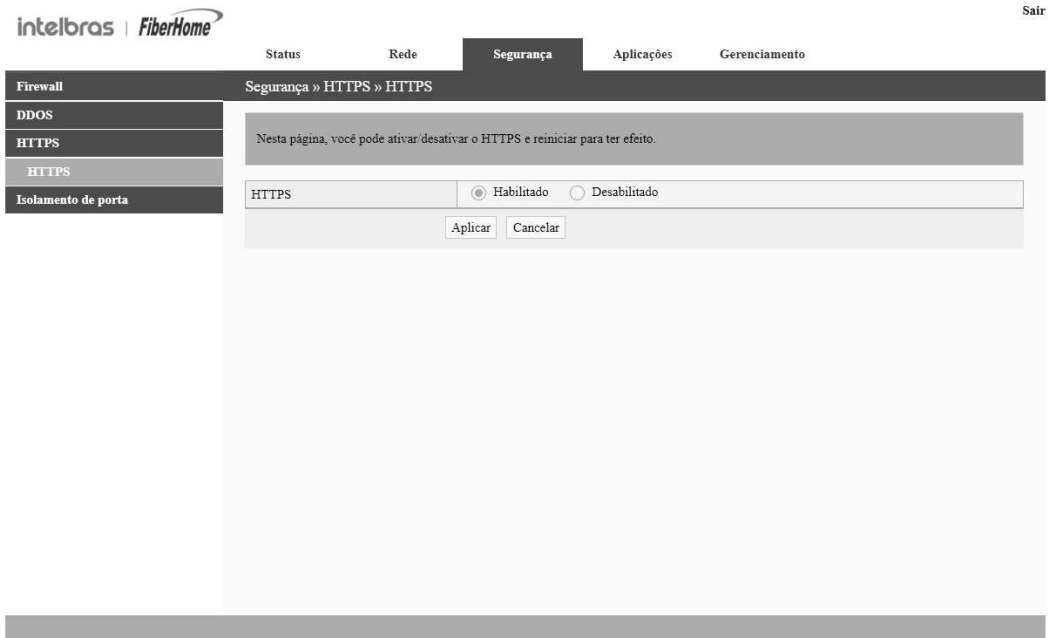 Sair
intelbras | FiberHome
Status Rede Segurança Aplicações Gerenciamento
Firewall
Segurança » HTTPS » HTTPS
DDOS
HTTPS
HTTPS
Isolamento de porta
Nesta página, você pode ativar/desativar o HTTPS e reiniciar para ter efeito.
HTTPS Habilitado Desabilitado
Aplicar Cancelar